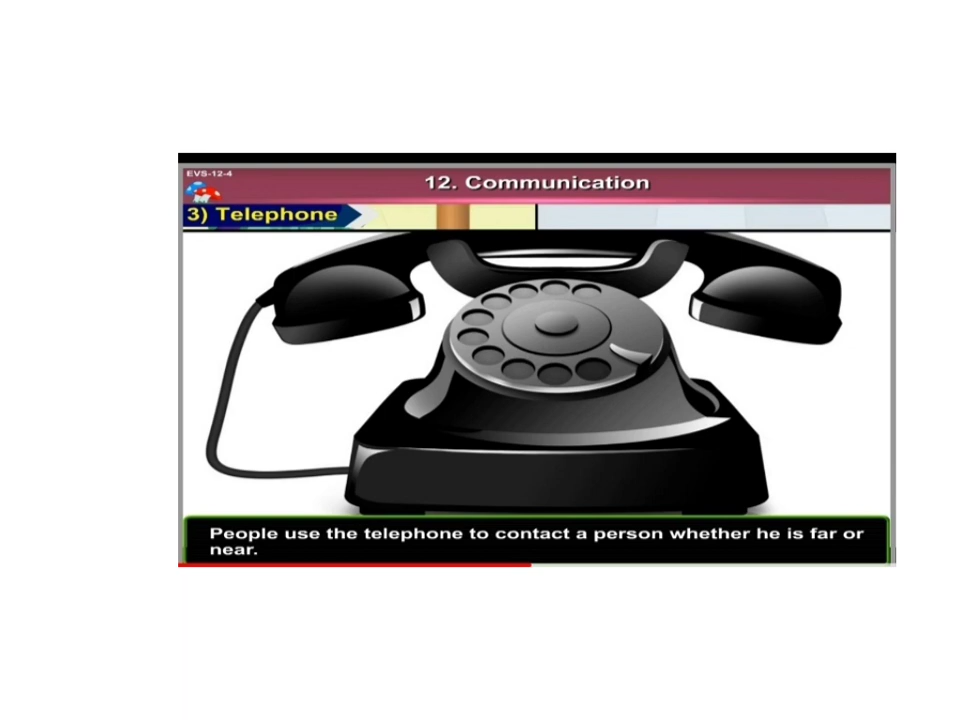 EVS-12-4
12. Communication
3) Telephone
People use the telephone to contact a person whether he is far or
near.